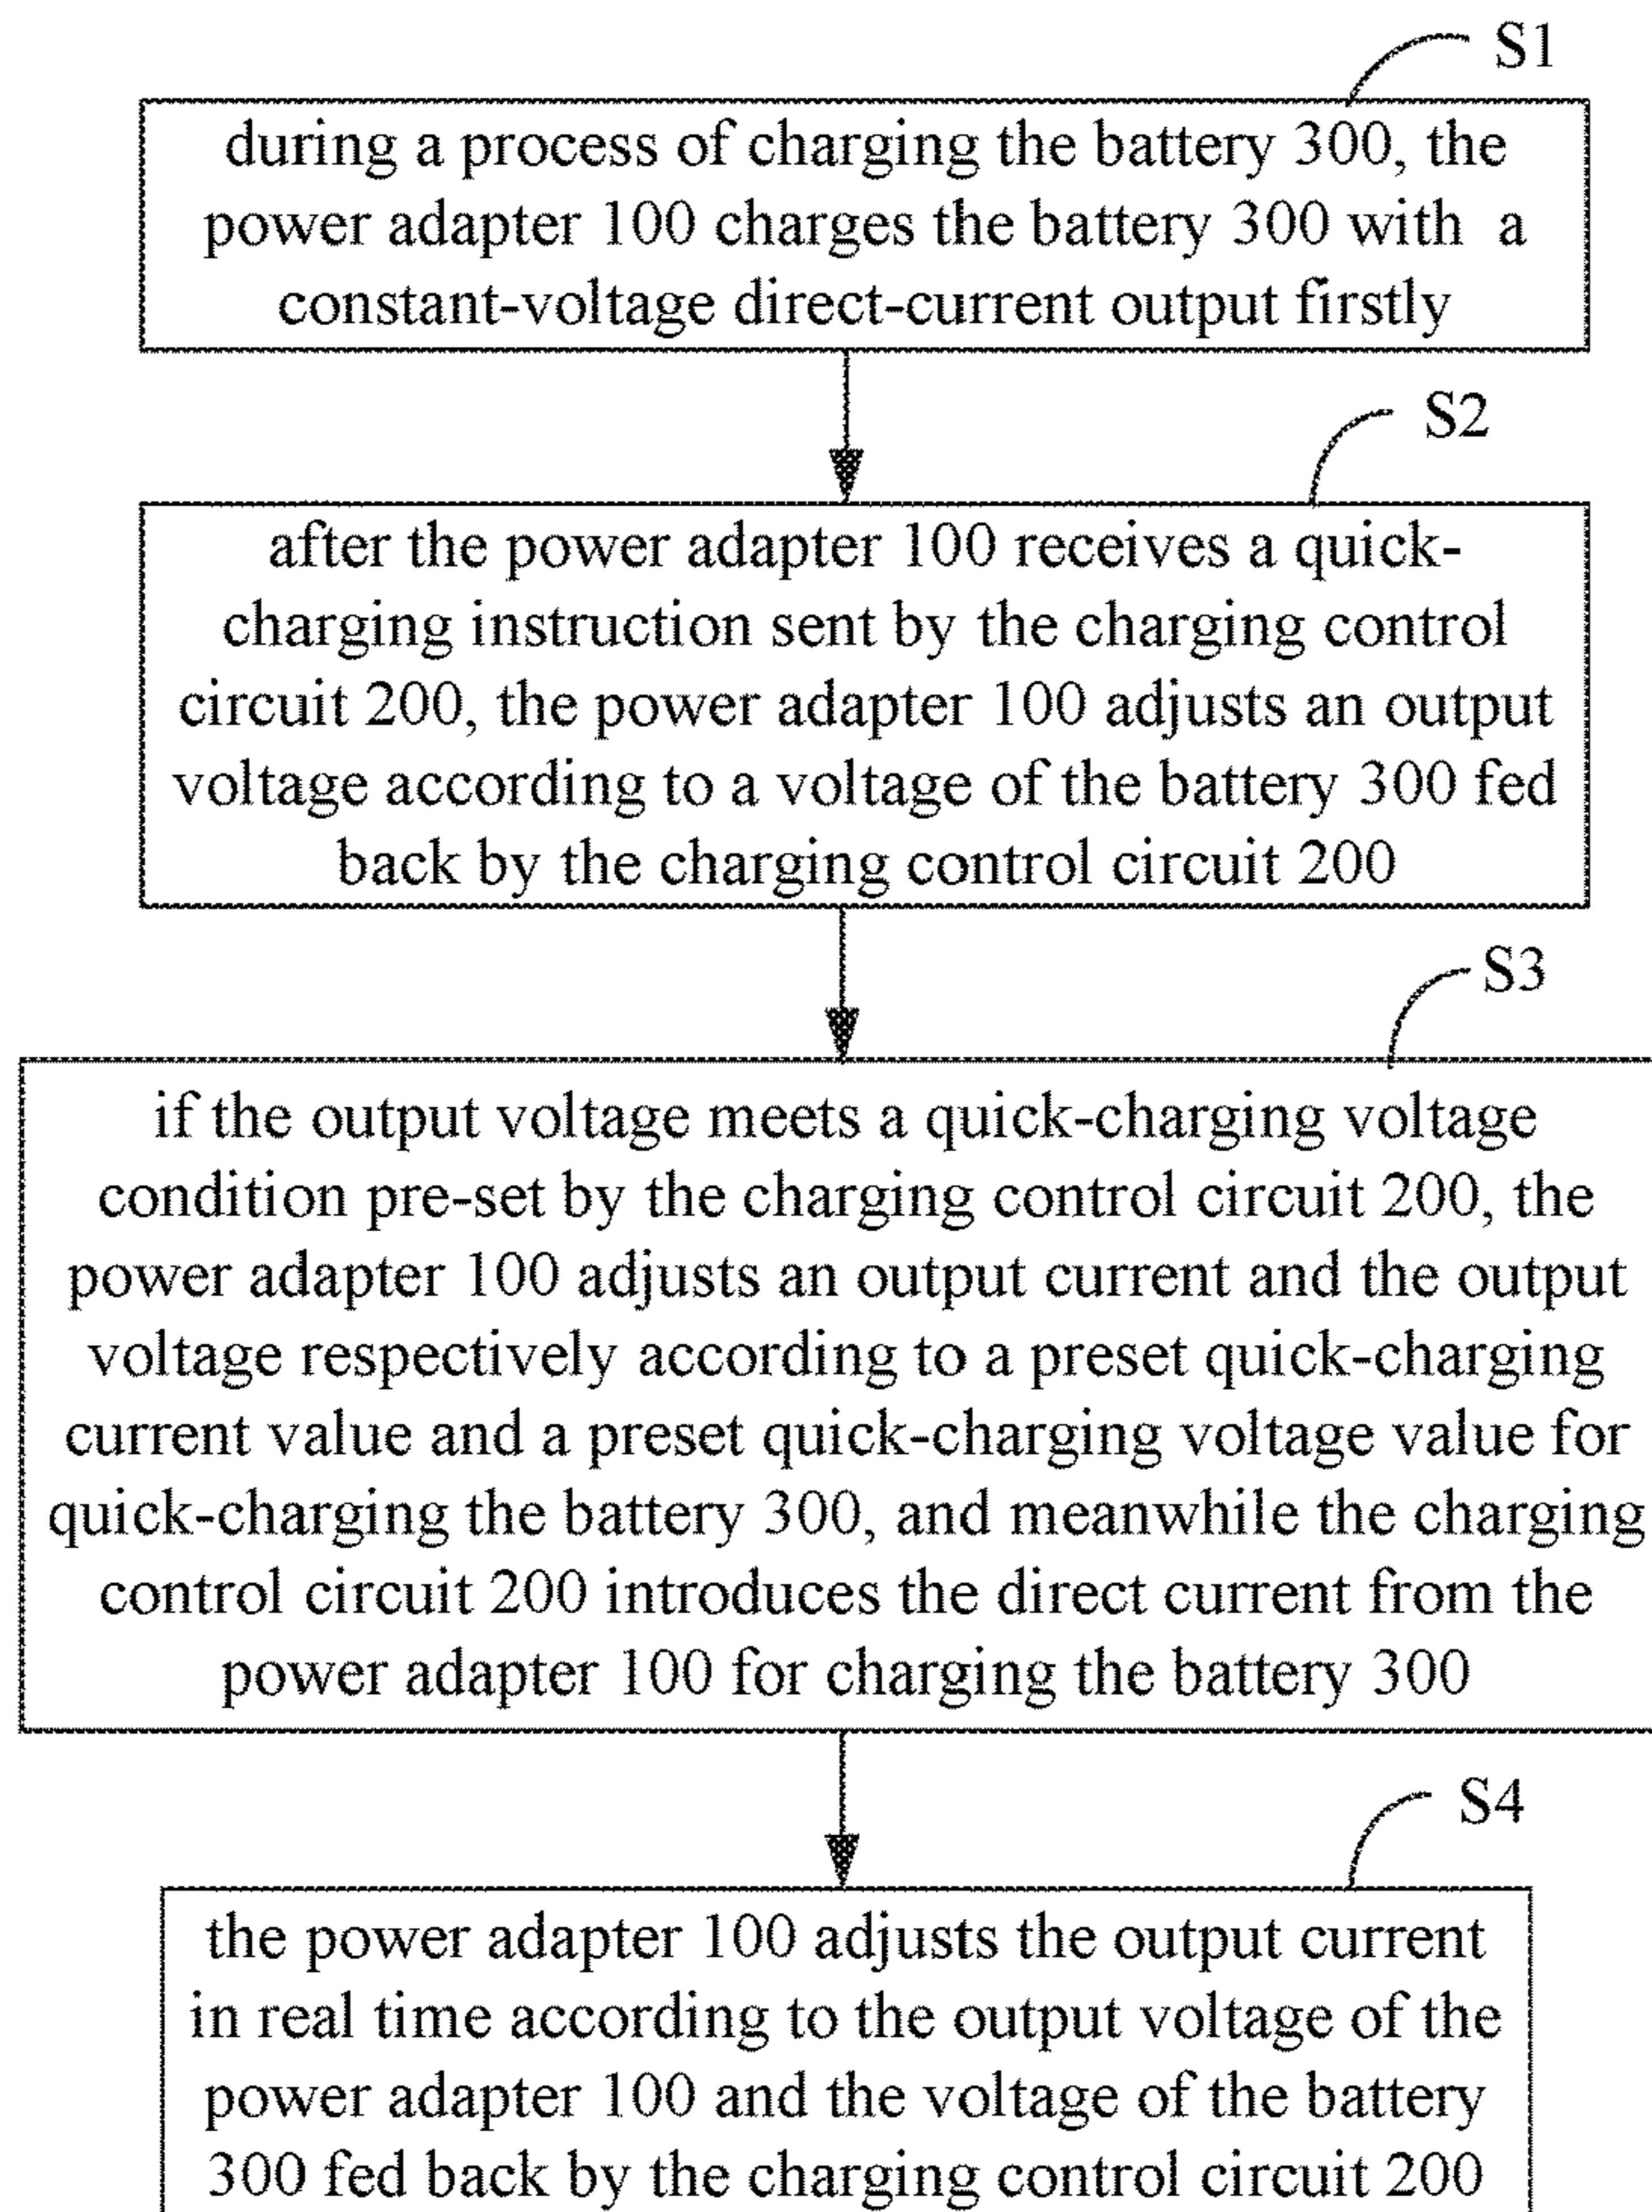 S1
during a process of charging the battery 300, the
power adapter 100 charges the battery 300 with a
constant-voltage direct-current output firstly
S2
after the power adapter 100 receives a quick-
charging instruction sent by the charging control
circuit 200, the power adapter 100 adjusts an output
voltage according to a voltage of the battery 300 fed
back by the charging control circuit 200
S3
if the output voltage meets a quick-charging voltage
condition pre-set by the charging control circuit 200, the
power adapter 100 adjusts an output current and the output
voltage respectively according to a preset quick-charging
current value and a preset quick-charging voltage value for
quick-charging the battery 300, and meanwhile the charging
control circuit 200 introduces the direct current from the
power adapter 100 for charging the battery 300
S4
the power adapter 100 adjusts the output current
in real time according to the output voltage of the
power adapter 100 and the voltage of the battery
300 fed back by the charging control circuit 200